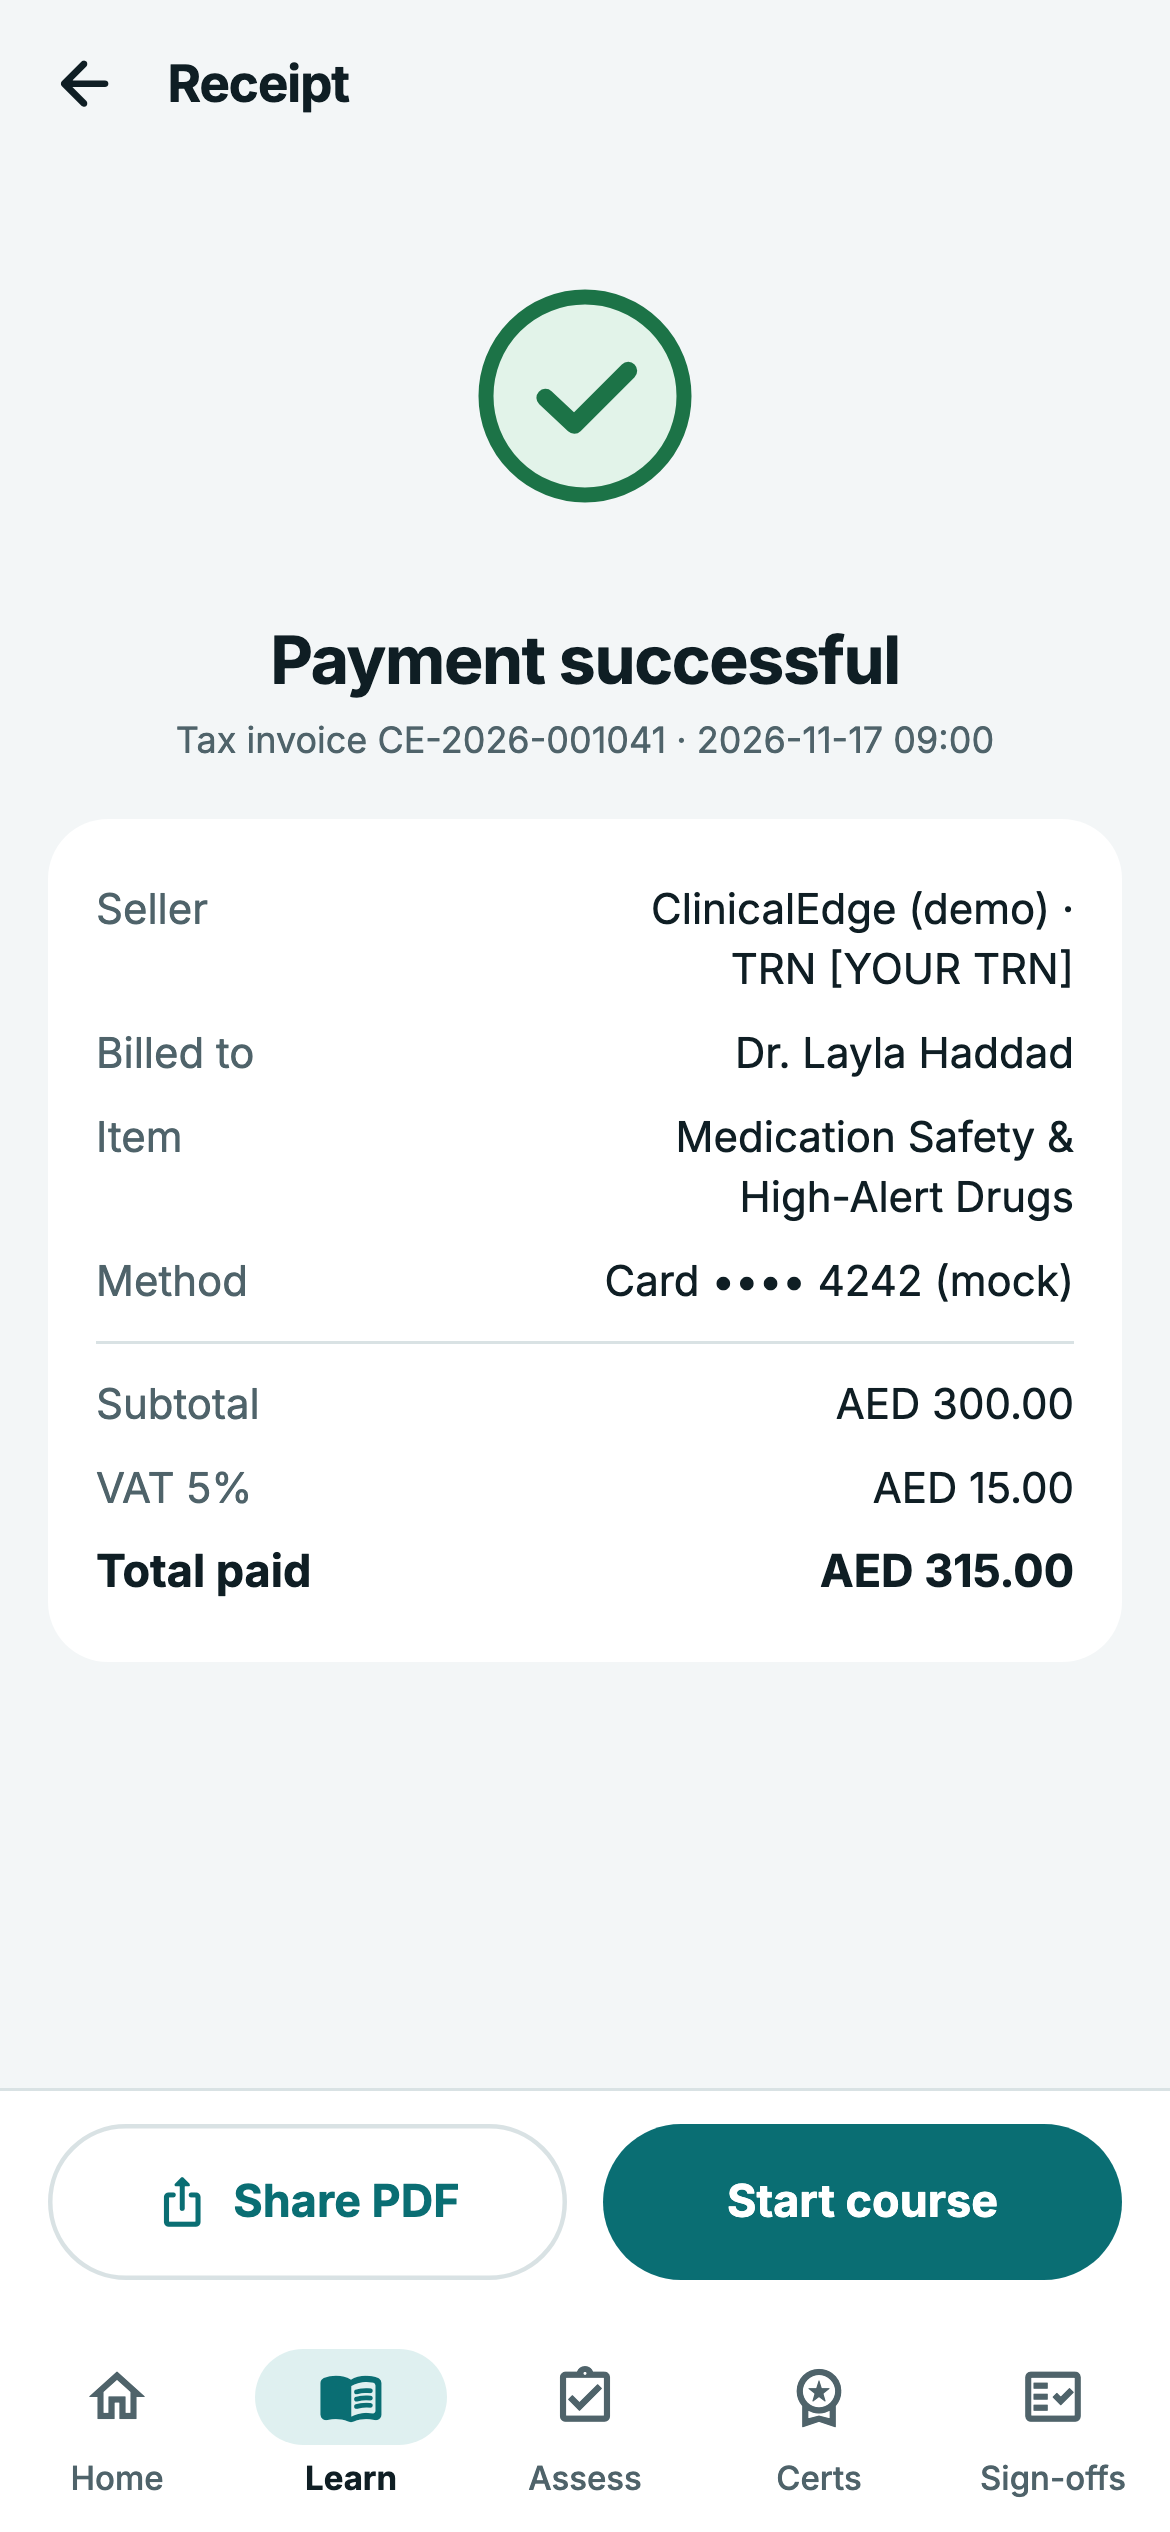 Receipt
Payment successful
Tax invoice CE-2026-001041 · 2026-11-17 09:00
Seller
ClinicalEdge (demo) ·
TRN [YOUR TRN]
Billed to
Dr. Layla Haddad
Item
Medication Safety &
High-Alert Drugs
Method
Card •••• 4242 (mock)
Subtotal
AED 300.00
VAT 5%
AED 15.00
Total paid
AED 315.00
Share PDF
Start course
Home
Learn
Assess
Certs
Sign-offs